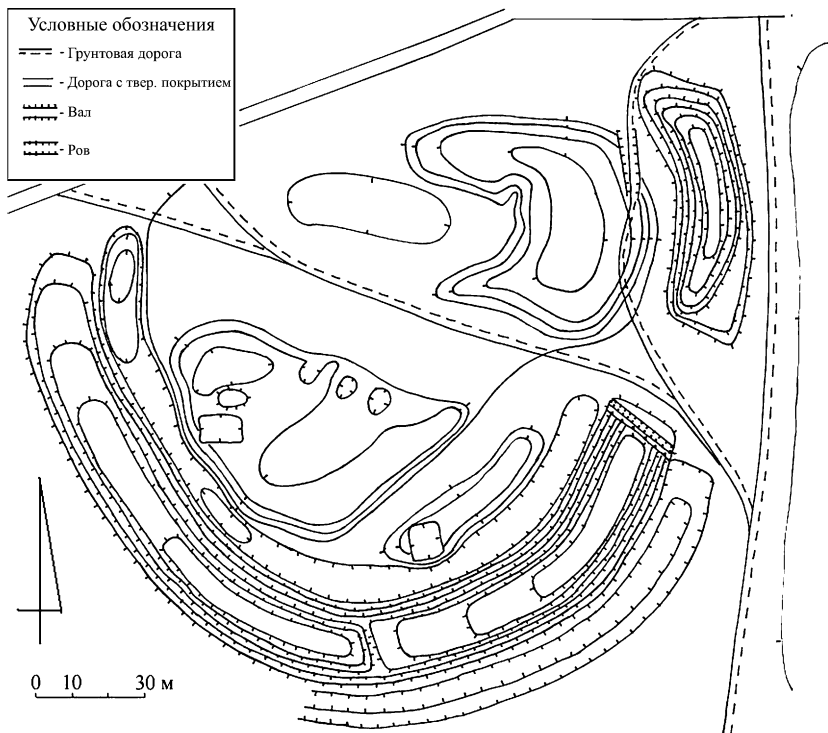 Условные обозначения
- Грунтовая дорога
- Дорога с твер. покрытием
- Вал
- Ров
0 10 30 м